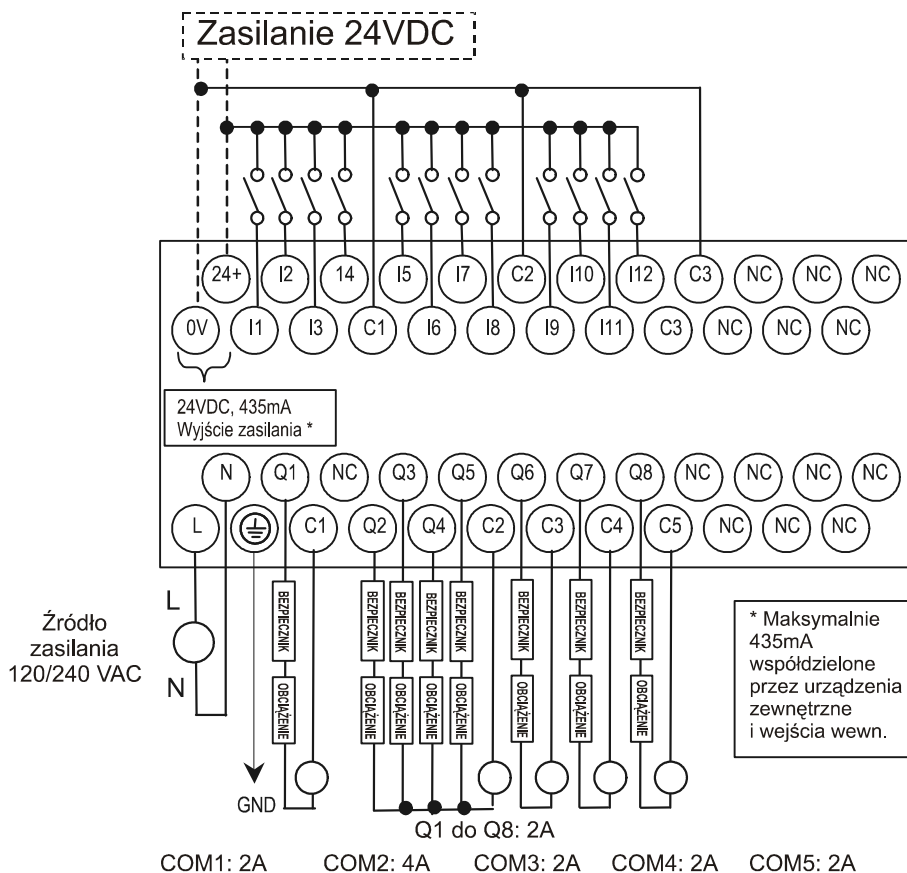 Zasilanie 24VDC
24+ I2 14 I5 I7 C2 I10 I12 C3 NC NC NC
0V I1 I3 C1 I6 I8 I9 I11 C3 NC NC NC
24VDC, 435mA
Wyjście zasilania *
N Q1 NC Q3 Q5 Q6 Q7 Q8 NC NC NC
L C1 Q2 Q4 C2 C3 C4 C5 NC NC NC
L
Źródło
zasilania
120/240 VAC
N
BEZPIECZNIK BEZPIECZNIK BEZPIECZNIK BEZPIECZNIK BEZPIECZNIK BEZPIECZNIK BEZPIECZNIK BEZPIECZNIK
OBCIĄŻENIE OBCIĄŻENIE OBCIĄŻENIE OBCIĄŻENIE OBCIĄŻENIE OBCIĄŻENIE OBCIĄŻENIE OBCIĄŻENIE
* Maksymalnie
435mA
współdzielone
przez urządzenia
zewnętrzne
i wejścia wewn.
GND
Q1 do Q8: 2A
COM1: 2A COM2: 4A COM3: 2A COM4: 2A COM5: 2A